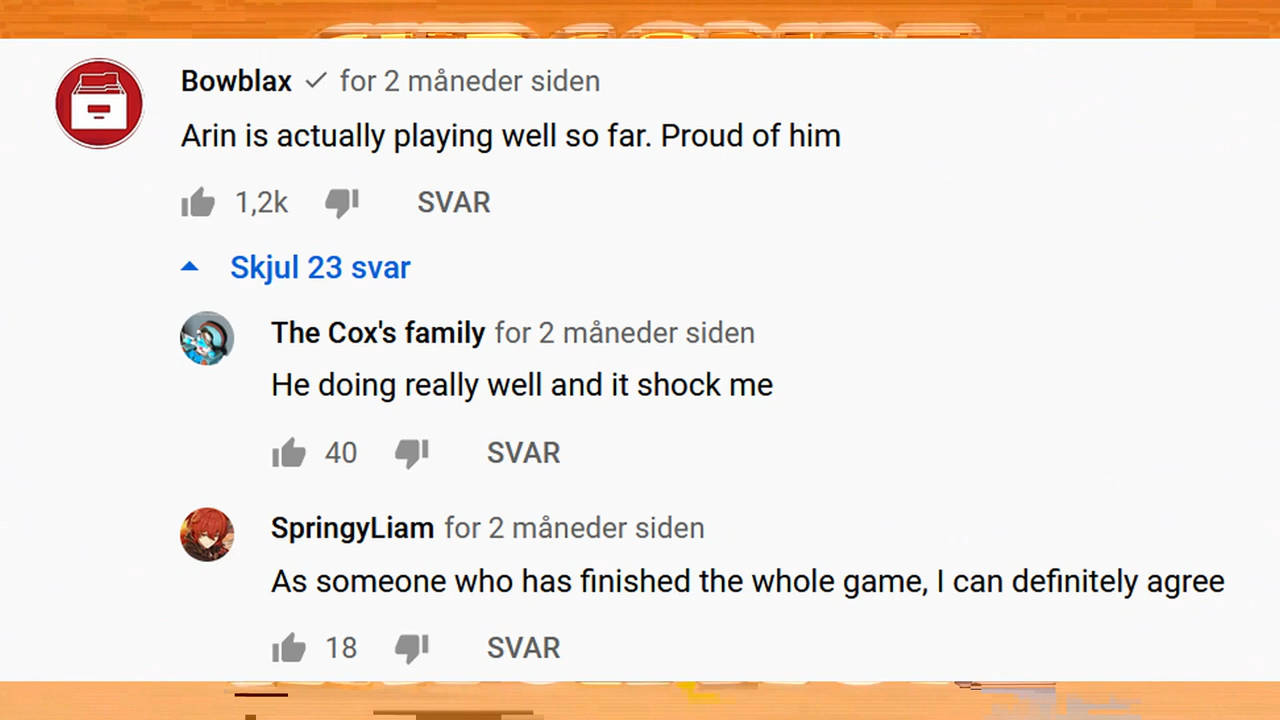 Bowblax ✓ for 2 måneder siden
Arin is actually playing well so far. Proud of him
1,2k SVAR
Skjul 23 svar
The Cox's family for 2 måneder siden
He doing really well and it shock me
40 SVAR
SpringyLiam for 2 måneder siden
As someone who has finished the whole game, I can definitely agree
18 SVAR